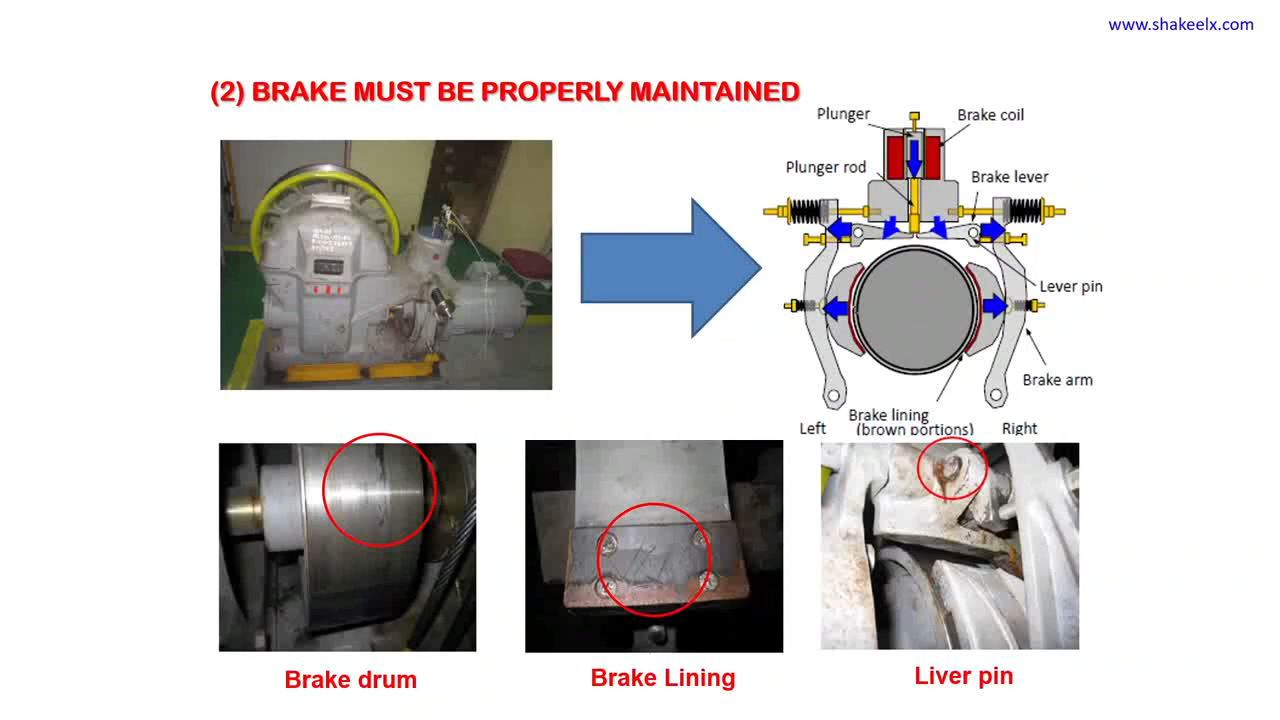 www.shakeelx.com
(2) BRAKE MUST BE PROPERLY MAINTAINED
Plunger
Brake coil
Plunger rod
Brake lever
Lever pin
Brake arm
Brake lining
(brown portions)
Left
Right
Brake drum
Brake Lining
Liver pin